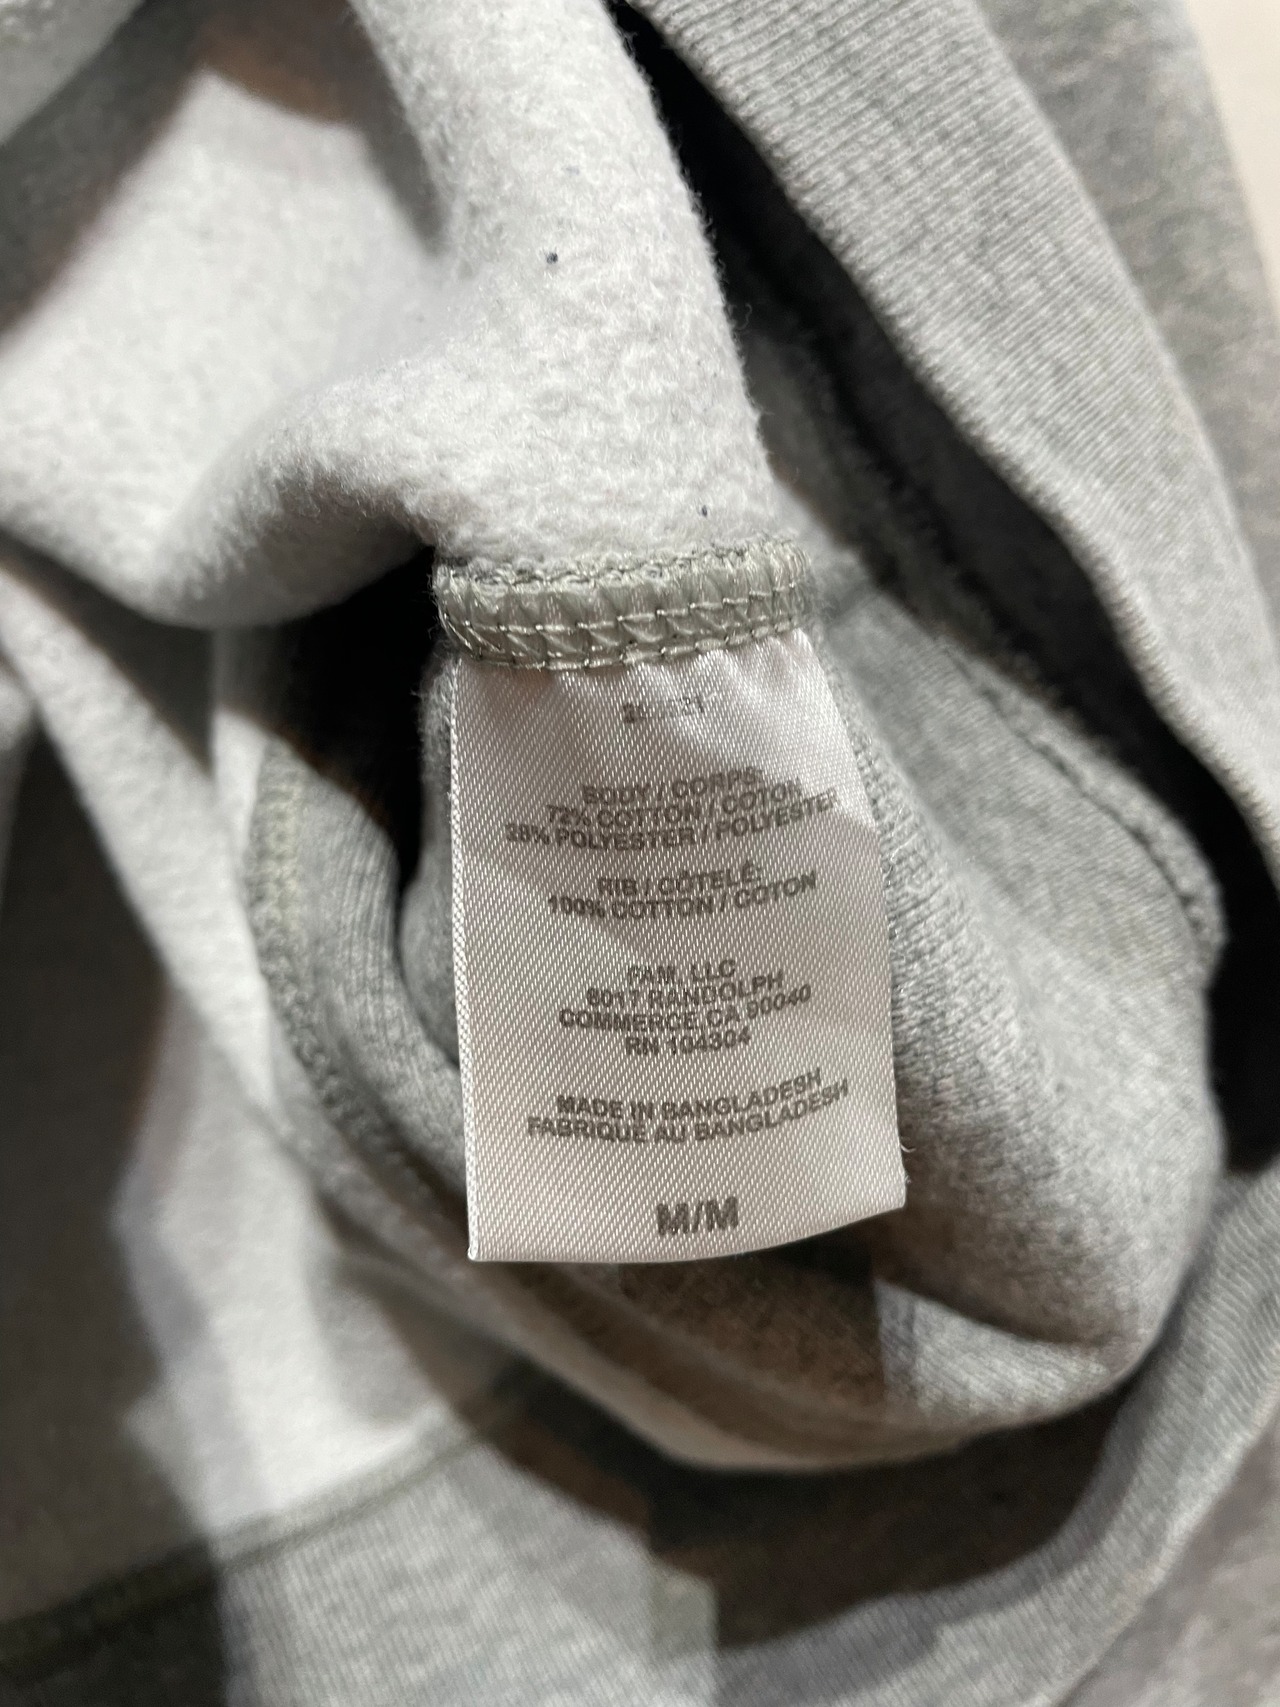 BODY / CORPS
72% COTTON / COTON
28% POLYESTER / POLYESTER
RIB / CÔTELÉ
100% COTTON / COTON
FAM, LLC
6017 RANDOLPH
COMMERCE, CA 90040
RN 104304
MADE IN BANGLADESH
FABRIQUE AU BANGLADESH
M/M